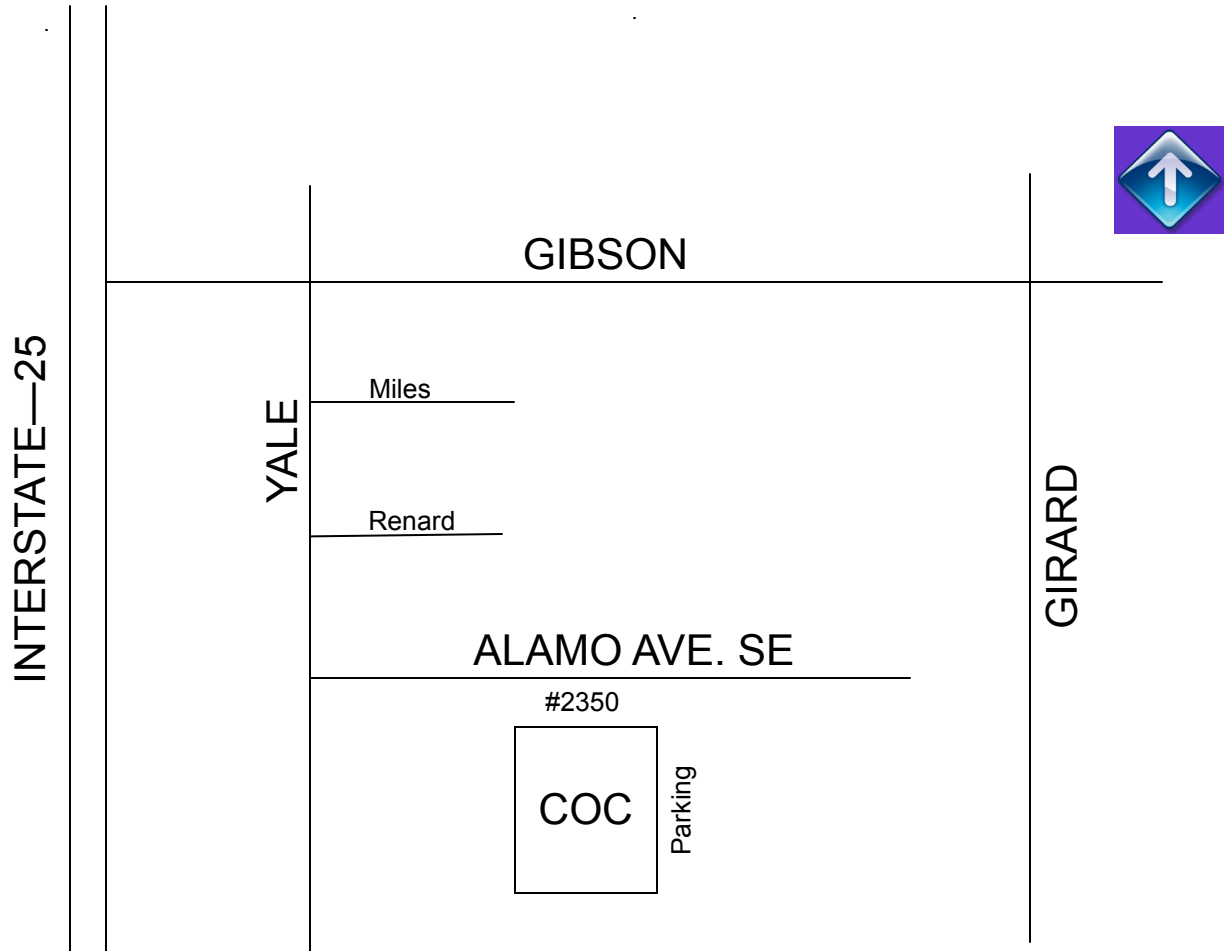 GIBSON
INTERSTATE—25
YALE
Miles
Renard
GIRARD
ALAMO AVE. SE
#2350
COC
Parking